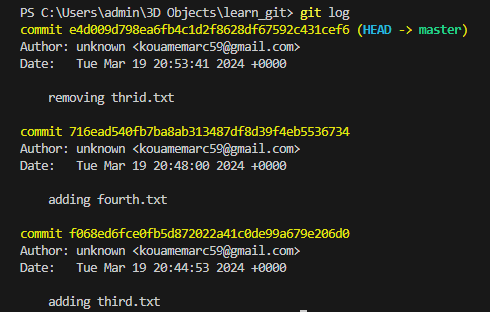 PS C:\Users\admin\3D Objects\learn_git> git log
commit e4d009d798ea6fb4c1d2f8628df67592c431cef6 (HEAD -> master)
Author: unknown <kouamemarc59@gmail.com>
Date:   Tue Mar 19 20:53:41 2024 +0000
removing thrid.txt
commit 716ead540fb7ba8ab313487df8d39f4eb5536734
Author: unknown <kouamemarc59@gmail.com>
Date:   Tue Mar 19 20:48:00 2024 +0000
adding fourth.txt
commit f068ed6fce0fb5d872022a41c0de99a679e206d0
Author: unknown <kouamemarc59@gmail.com>
Date:   Tue Mar 19 20:44:53 2024 +0000
adding third.txt